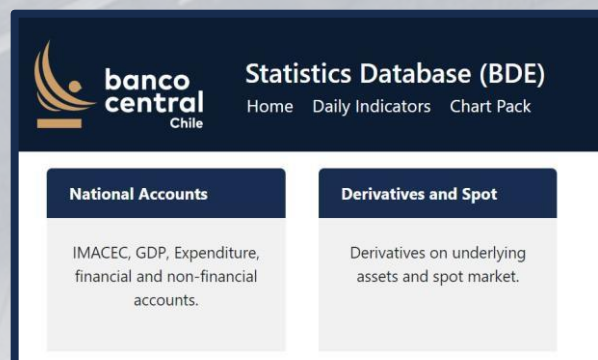 banco
central
Chile
Statistics Database (BDE)
Home Daily Indicators Chart Pack
National Accounts
IMACEC, GDP, Expenditure,
financial and non-financial
accounts.
Derivatives and Spot
Derivatives on underlying
assets and spot market.